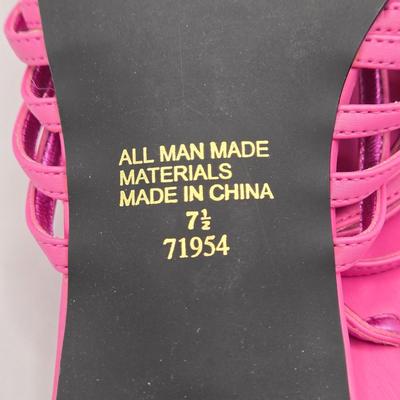 ALL MAN MADE
MATERIALS
MADE IN CHINA
7½
71954